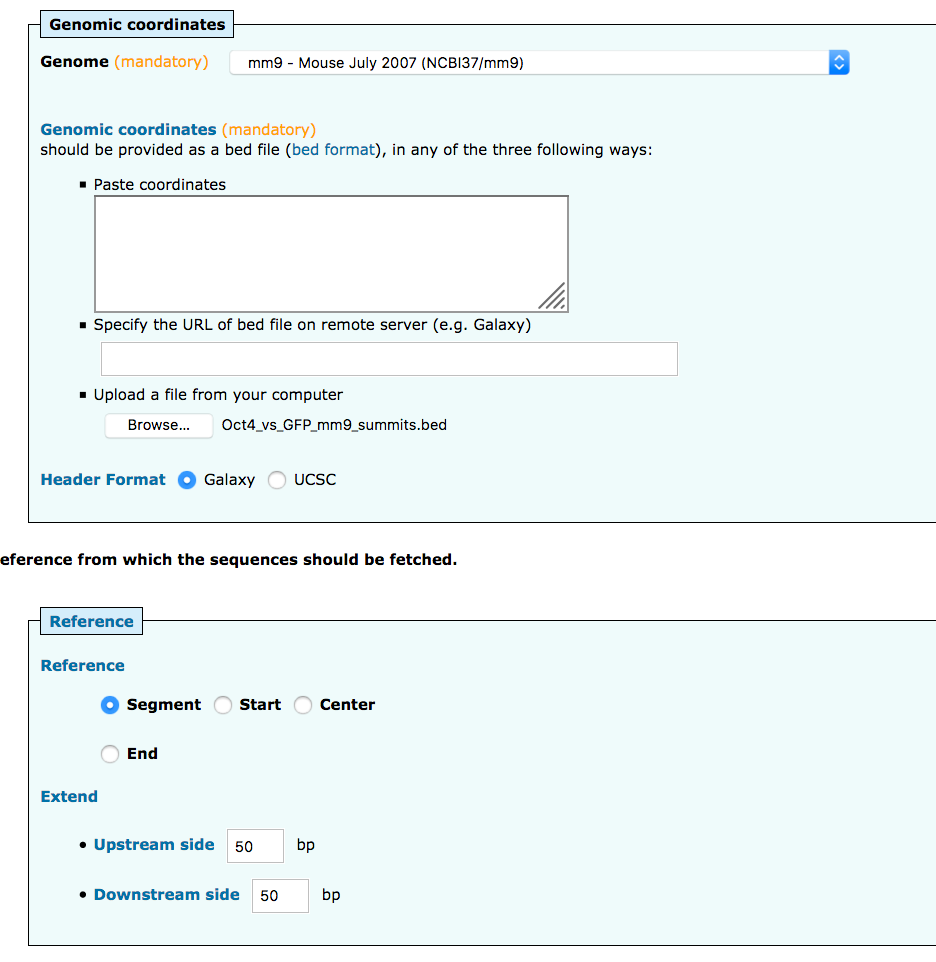 Genomic coordinates
Genome (mandatory) mm9 - Mouse July 2007 (NCBI37/mm9)
Genomic coordinates (mandatory)
should be provided as a bed file (bed format), in any of the three following ways:
Paste coordinates
Specify the URL of bed file on remote server (e.g. Galaxy)
Upload a file from your computer
Browse... Oct4_vs_GFP_mm9_summits.bed
Header Format Galaxy UCSC
eference from which the sequences should be fetched.
Reference
Reference
Segment Start Center
End
Extend
Upstream side 50 bp
Downstream side 50 bp